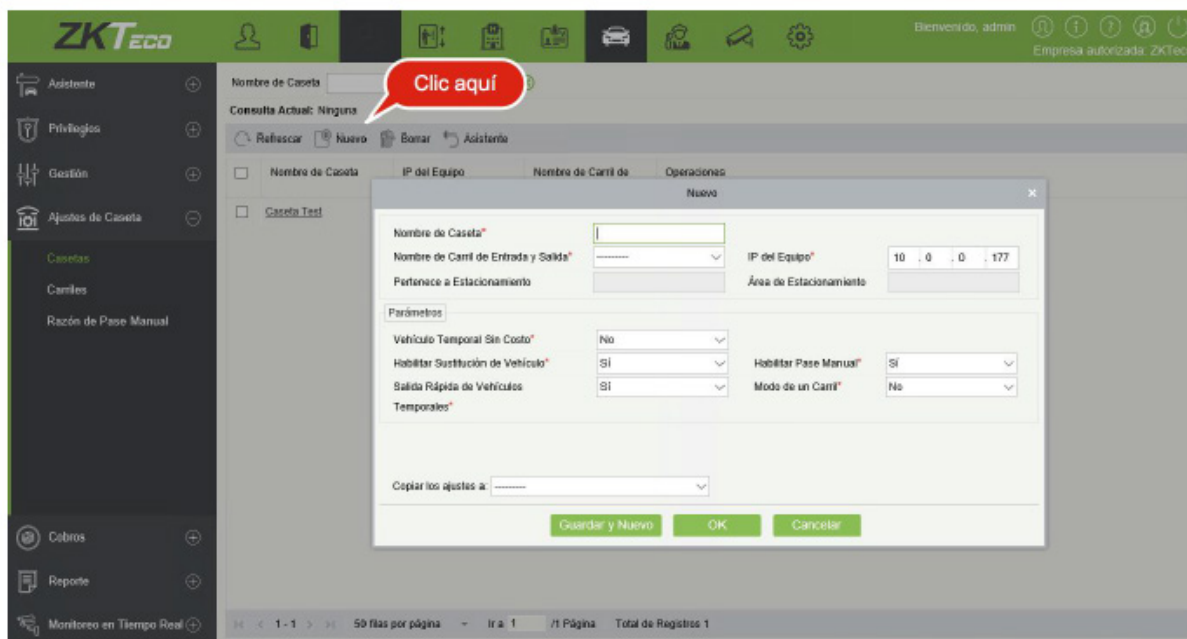 ZKTECO
Bienvenido, admin
Empresa autorizada: ZKTeco
Asistente
Privilegios
Gestión
Ajustes de Caseta
Casetas
Carriles
Razón de Pase Manual
Cobros
Reporte
Monitoreo en Tiempo Real
Nombre de Caseta
Clic aquí
Consulta Actual: Ninguna
Refrescar Nuevo Borrar Asistente
Nombre de Caseta IP del Equipo Nombre de Carril de Operaciones
Caseta Test
Nuevo
Nombre de Caseta*
Nombre de Carril de Entrada y Salida* --------- IP del Equipo* 10 . 0 . 0 . 177
Pertenece a Estacionamiento Área de Estacionamiento
Parámetros
Vehículo Temporal Sin Costo* No
Habilitar Sustitución de Vehículo* Sí Habilitar Pase Manual* Sí
Salida Rápida de Vehículos Temporales* Sí Modo de un Carril* No
Copiar los ajustes a: ---------
Guardar y Nuevo OK Cancelar
1-1 50 filas por página Ir a 1 /1 Página Total de Registros 1